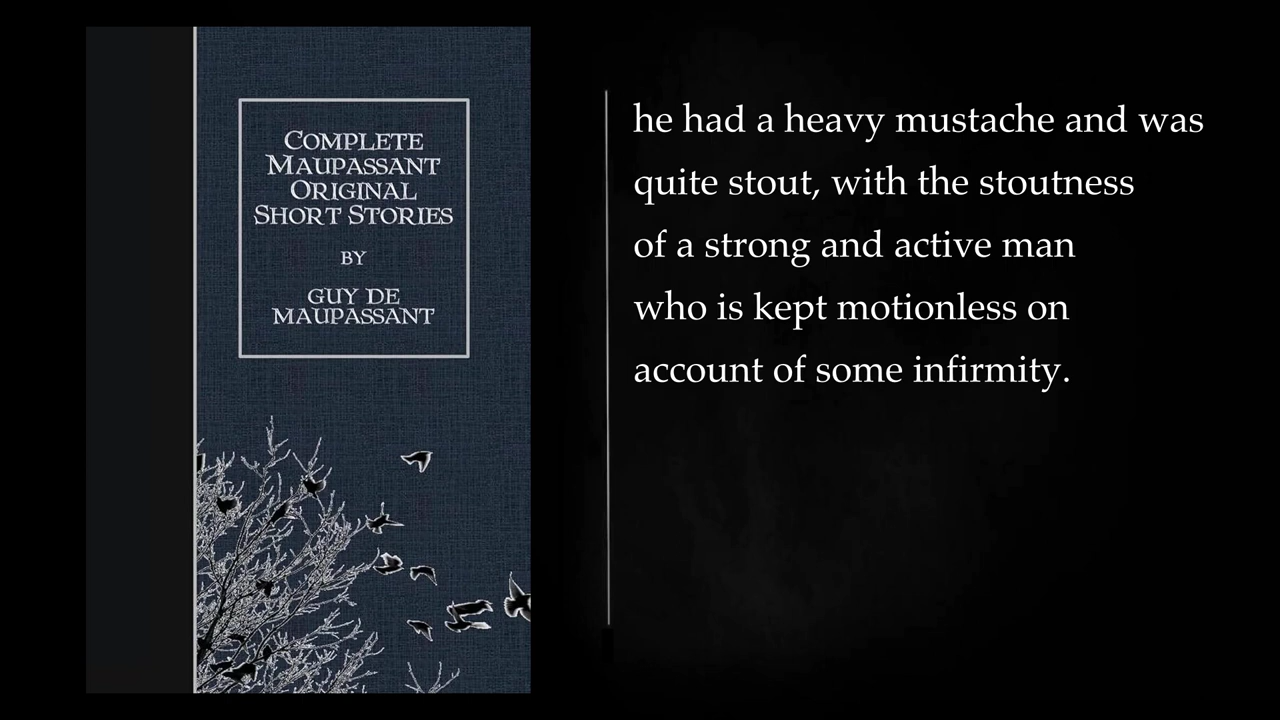 COMPLETE
MAUPASSANT
ORIGINAL
SHORT STORIES
BY
GUY DE
MAUPASSANT
he had a heavy mustache and was
quite stout, with the stoutness
of a strong and active man
who is kept motionless on
account of some infirmity.